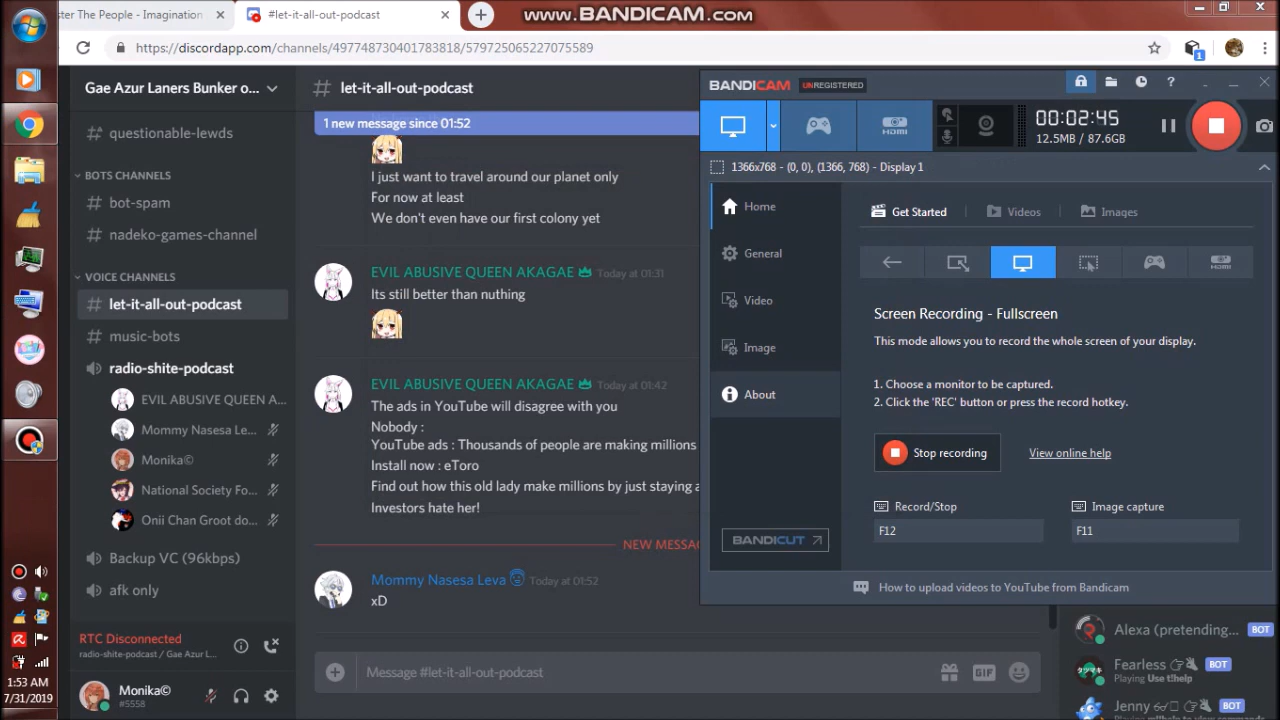 ster The People - Imagination
#let-it-all-out-podcast
www.BANDICAM.com
https://discordapp.com/channels/497748730401783818/579725065227075589
1
Gae Azur Laners Bunker o...
questionable-lewds
BOTS CHANNELS
bot-spam
nadeko-games-channel
VOICE CHANNELS
let-it-all-out-podcast
music-bots
radio-shite-podcast
EVIL ABUSIVE QUEEN A...
Mommy Nasesa Le...
Monika©
National Society Fo...
Onii Chan Groot do...
Backup VC (96kbps)
afk only
RTC Disconnected
radio-shite-podcast / Gae Azur L...
Monika©
#5558
1:53 AM
7/31/2019
let-it-all-out-podcast
1 new message since 01:52
I just want to travel around our planet only
For now at least
We don't even have our first colony yet
EVIL ABUSIVE QUEEN AKAGAE Today at 01:31
Its still better than nuthing
EVIL ABUSIVE QUEEN AKAGAE Today at 01:42
The ads in YouTube will disagree with you
Nobody :
YouTube ads : Thousands of people are making millions
Install now : eToro
Find out how this old lady make millions by just staying a
Investors hate her!
NEW MESSA
Mommy Nasesa Leva Today at 01:52
xD
Message #let-it-all-out-podcast
GIF
BANDICAM UNREGISTERED
HDMI
00:02:45
12.5MB / 87.6GB
1366x768 - (0, 0), (1366, 768) - Display 1
Home
General
Video
Image
About
BANDICUT
Get Started
Videos
Images
HDMI
Screen Recording - Fullscreen
This mode allows you to record the whole screen of your display.
1. Choose a monitor to be captured.
2. Click the 'REC' button or press the record hotkey.
Stop recording
View online help
Record/Stop
Image capture
F12
F11
How to upload videos to YouTube from Bandicam
Alexa (pretending... BOT
Fearless BOT
Playing Use t!help
Jenny BOT